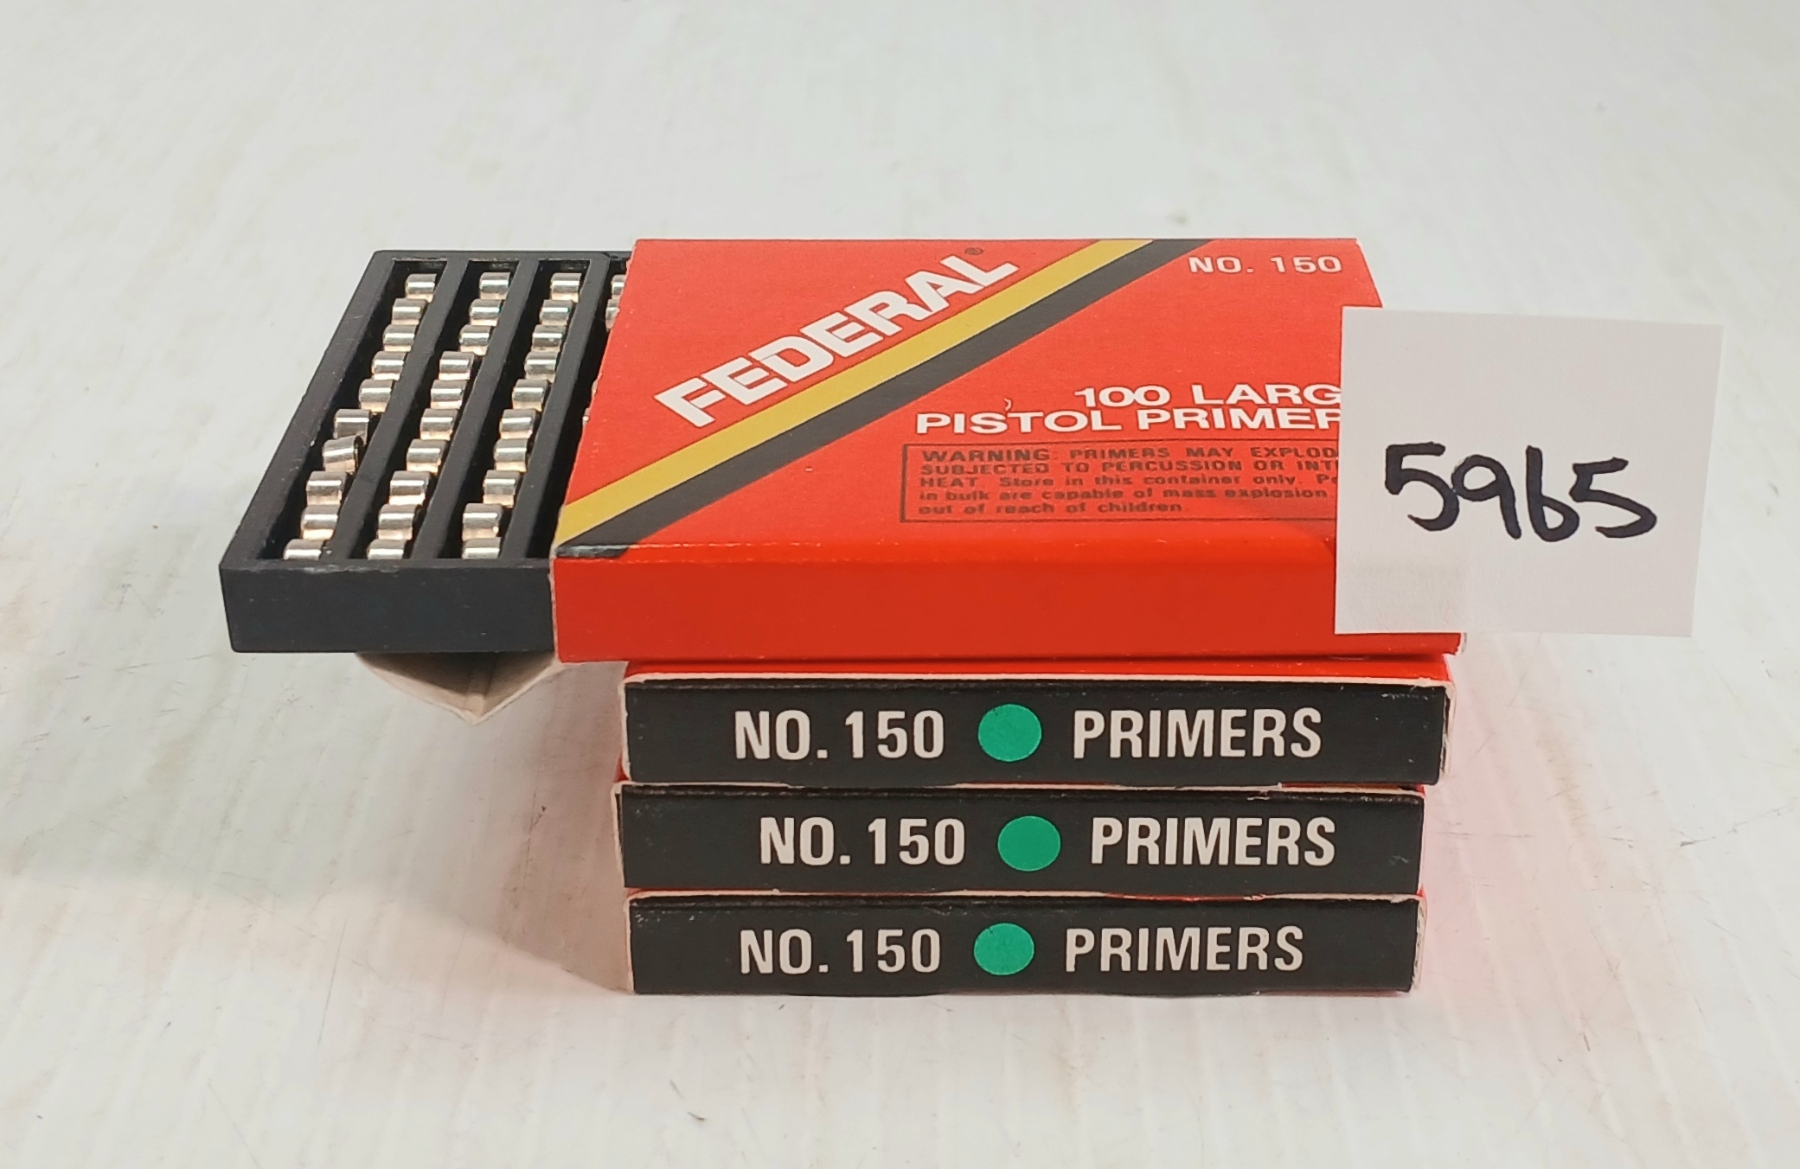 FEDERAL®
NO. 150
100 LARG
PISTOL PRIMER
WARNING: PRIMERS MAY EXPLOD
SUBJECTED TO PERCUSSION OR
HEAT. Store in this container only.
in bulk are capable of mass explosion
out of reach of children.
5965
NO. 150 PRIMERS
NO. 150 PRIMERS
NO. 150 PRIMERS